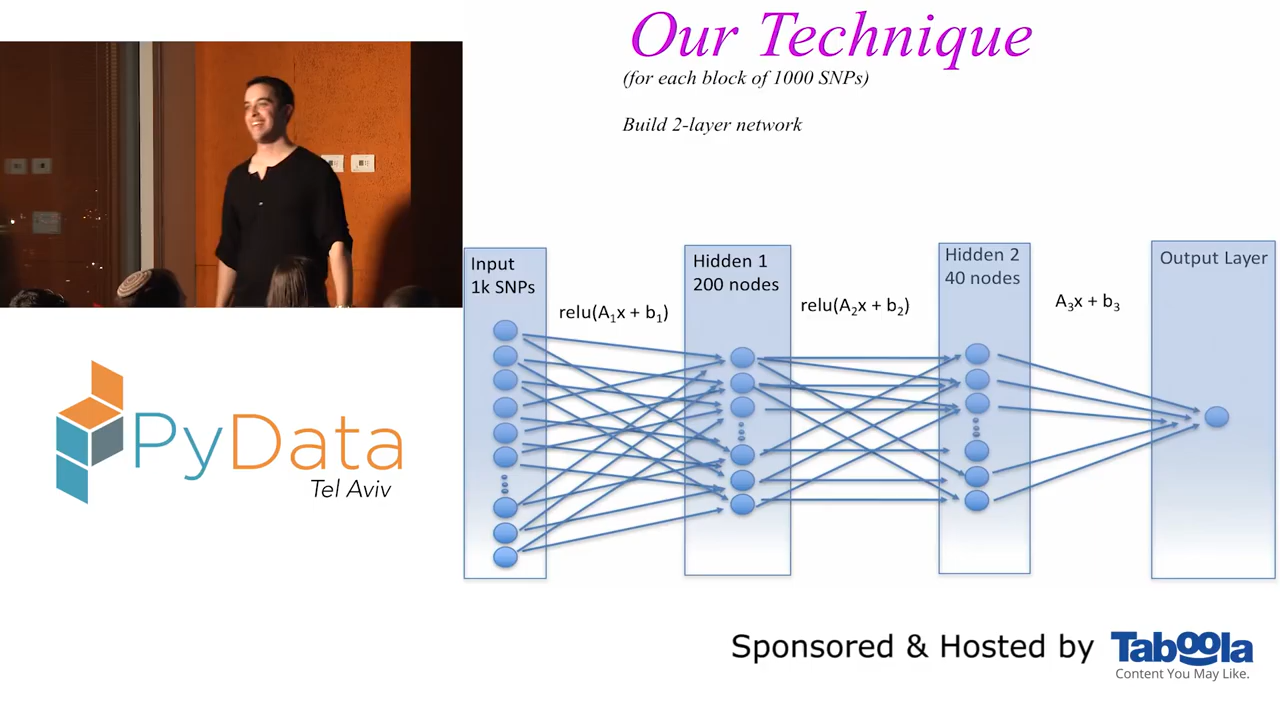 Our Technique
(for each block of 1000 SNPs)
Build 2-layer network
Input
1k SNPs
relu(A₁x + b₁)
Hidden 1
200 nodes
relu(A₂x + b₂)
Hidden 2
40 nodes
A₃x + b₃
Output Layer
PyData
Tel Aviv
Sponsored & Hosted by
Taboola
Content You May Like.